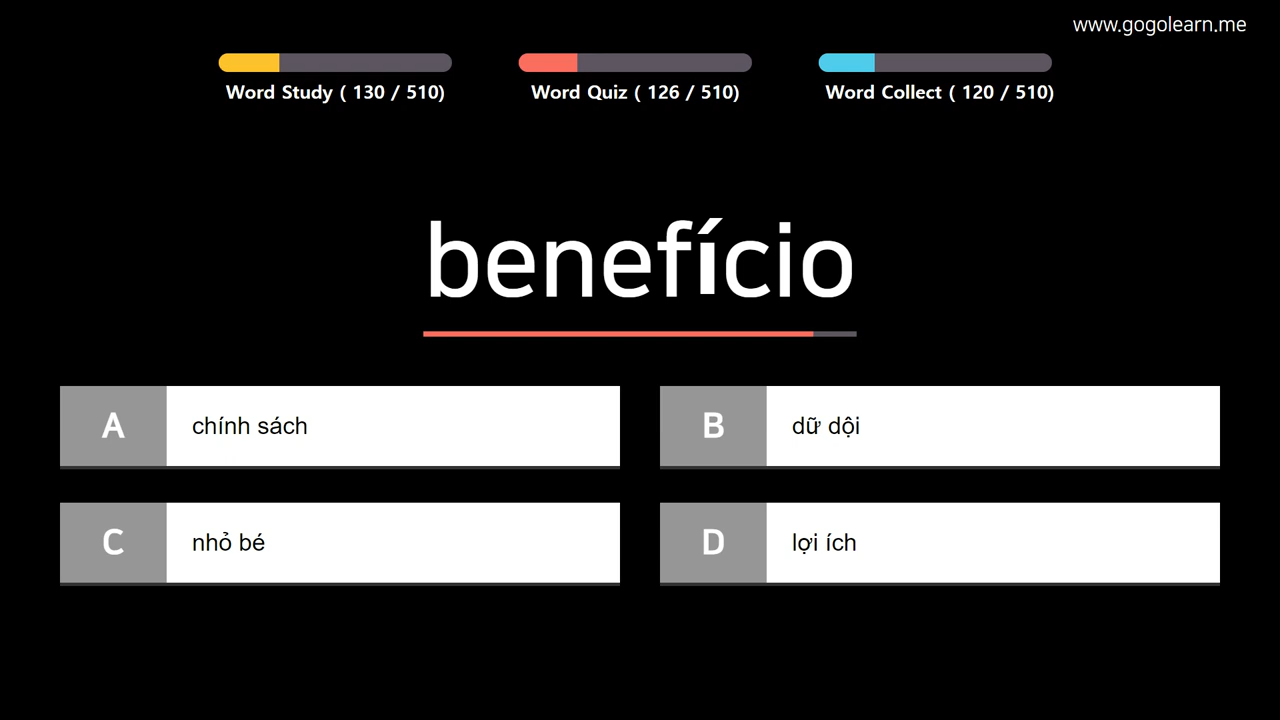 www.gogolearn.me
Word Study ( 130 / 510)
Word Quiz ( 126 / 510)
Word Collect ( 120 / 510)
benefício
A
chính sách
B
dữ dội
C
nhỏ bé
D
lợi ích